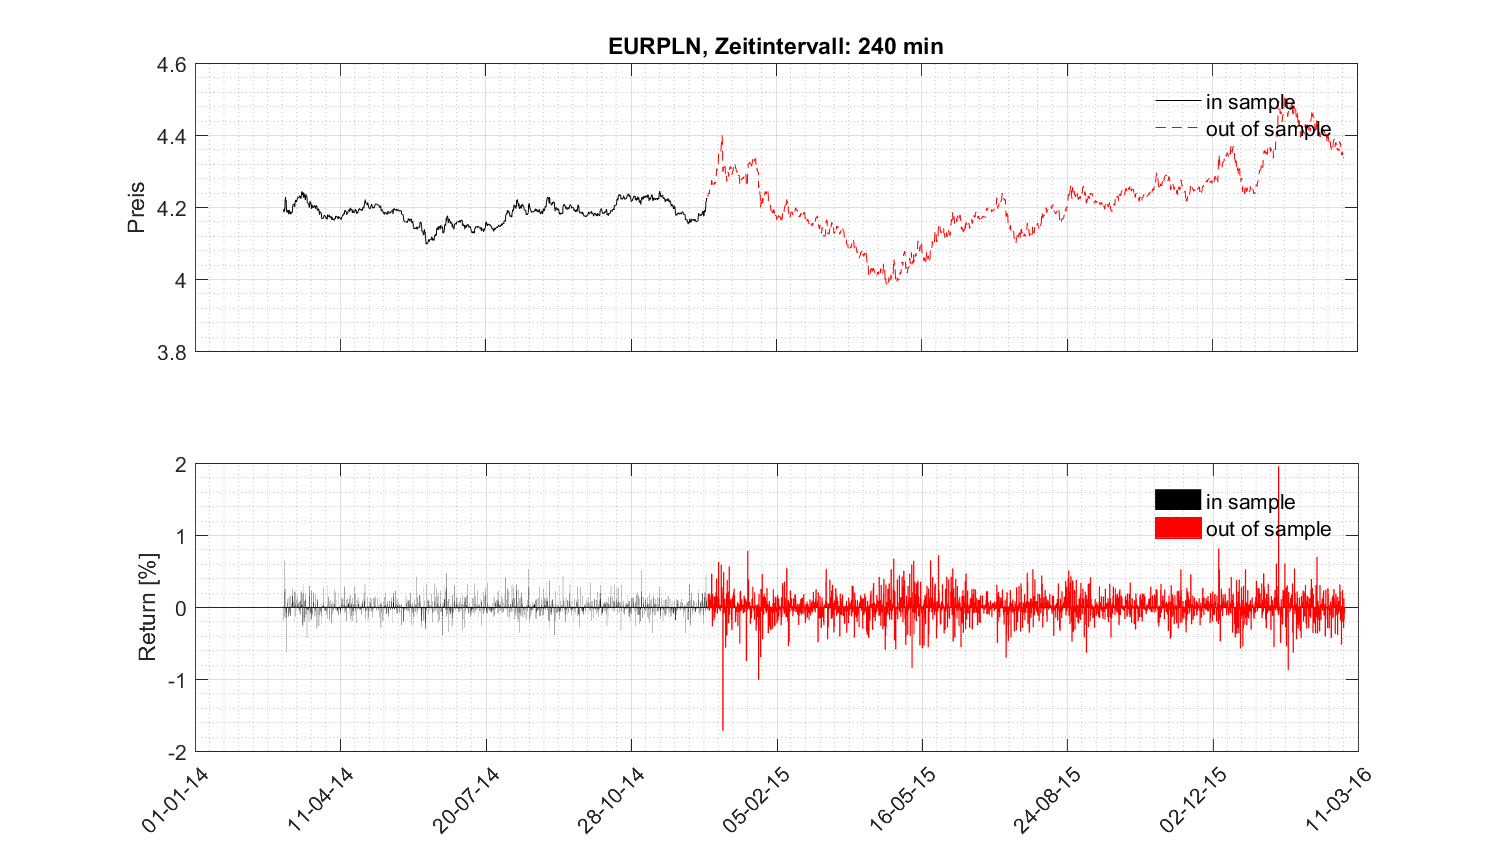 EURPLN, Zeitintervall: 240 min
4.6
4.4
4.2
4
3.8
Preis
in sample
out of sample
2
1
0
-1
-2
Return [%]
in sample
out of sample
01-01-14
11-04-14
20-07-14
28-10-14
05-02-15
16-05-15
24-08-15
02-12-15
11-03-16